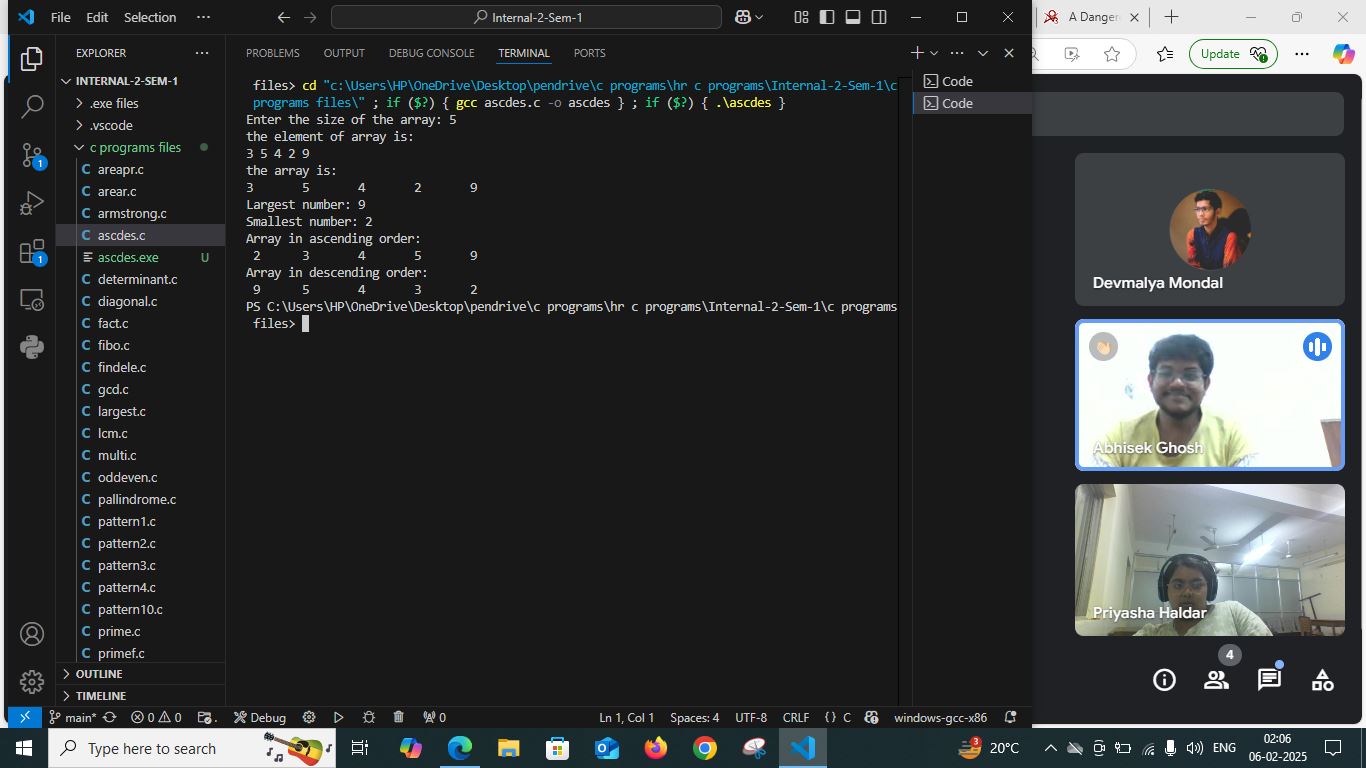 File Edit Selection ··· Internal-2-Sem-1
A Danger
Update
EXPLORER
INTERNAL-2-SEM-1
.exe files
.vscode
c programs files
C areapr.c
C arear.c
C armstrong.c
C ascdes.c
ascdes.exe U
C determinant.c
C diagonal.c
C fact.c
C fibo.c
C findele.c
C gcd.c
C largest.c
C lcm.c
C multi.c
C oddeven.c
C pallindrome.c
C pattern1.c
C pattern2.c
C pattern3.c
C pattern4.c
C pattern10.c
C prime.c
C primef.c
OUTLINE
TIMELINE
1
1
PROBLEMS OUTPUT DEBUG CONSOLE TERMINAL PORTS
files> cd "c:\Users\HP\OneDrive\Desktop\pendrive\c programs\hr c programs\Internal-2-Sem-1\c
programs files\" ; if ($?) { gcc ascdes.c -o ascdes } ; if ($?) { .\ascdes }
Enter the size of the array: 5
the element of array is:
3 5 4 2 9
the array is:
3 5 4 2 9
Largest number: 9
Smallest number: 2
Array in ascending order:
2 3 4 5 9
Array in descending order:
9 5 4 3 2
PS C:\Users\HP\OneDrive\Desktop\pendrive\c programs\hr c programs\Internal-2-Sem-1\c programs
files>
Code
Code
Devmalya Mondal
Abhisek Ghosh
Priyasha Haldar
4
main* 0 0 Debug 0 Ln 1, Col 1 Spaces: 4 UTF-8 CRLF {} C windows-gcc-x86
Type here to search
3 20°C ENG 02:06
06-02-2025